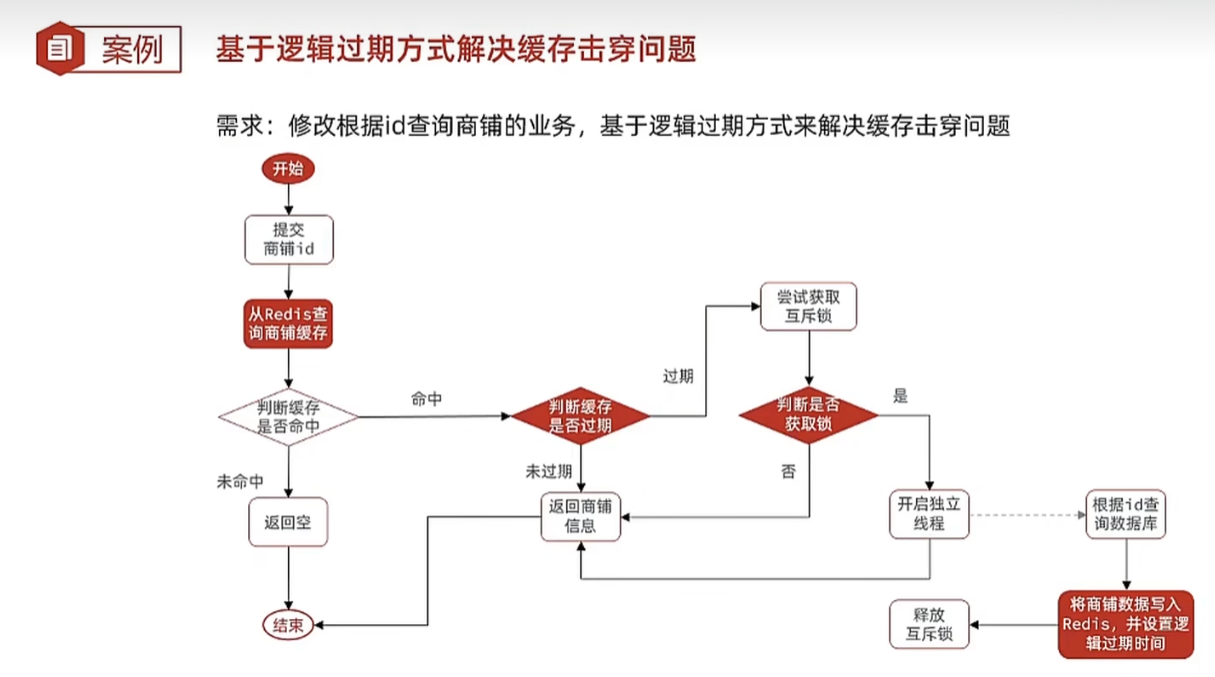 案例
基于逻辑过期方式解决缓存击穿问题
需求：修改根据id查询商铺的业务，基于逻辑过期方式来解决缓存击穿问题
开始
提交
商铺id
从Redis查
询商铺缓存
判断缓存
是否命中
命中
未命中
返回空
结束
判断缓存
是否过期
过期
未过期
返回商铺
信息
尝试获取
互斥锁
判断是否
获取锁
是
否
开启独立
线程
根据id查
询数据库
将商铺数据写入
Redis，并设置逻
辑过期时间
释放
互斥锁